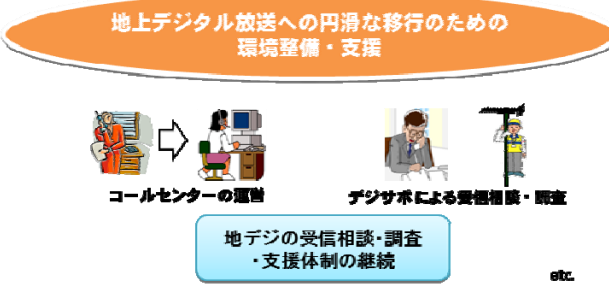 地上デジタル放送への円滑な移行のための
環境整備・支援
コールセンターの運営
デジサポによる受信相談・調査
地デジの受信相談・調査
・支援体制の継続
etc.